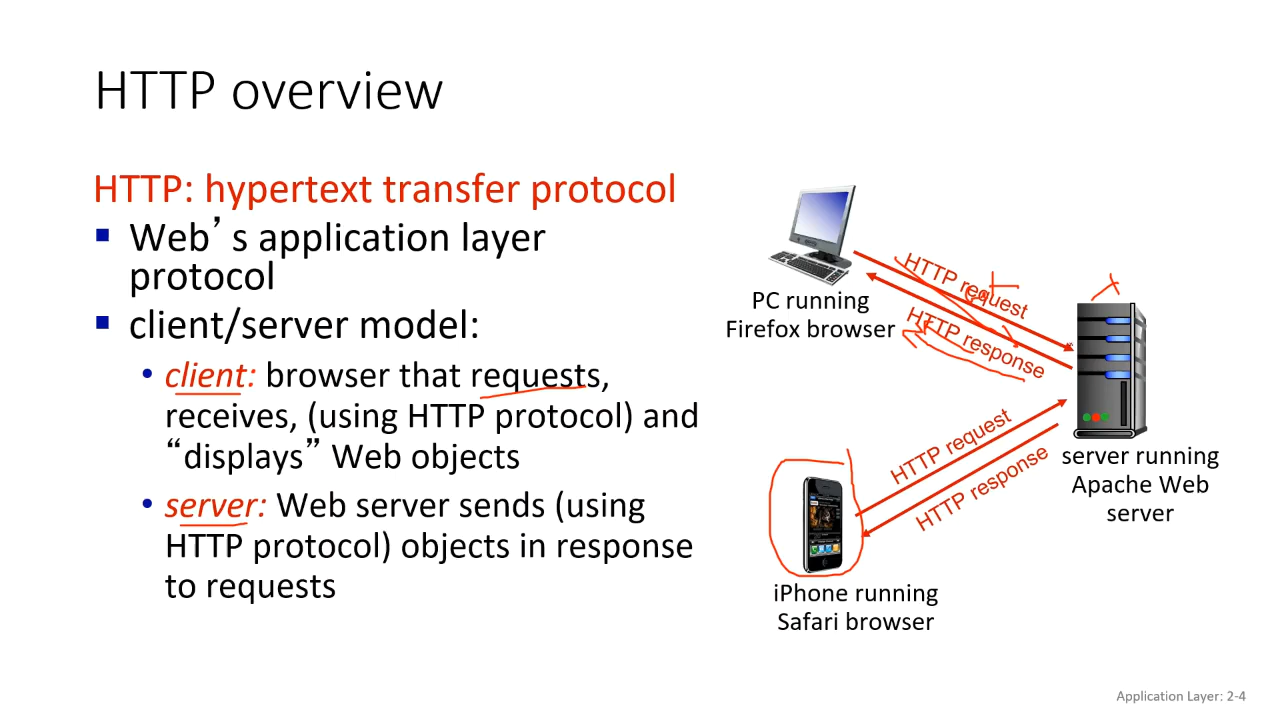 HTTP overview
HTTP: hypertext transfer protocol
▪ Web's application layer
protocol
▪ client/server model:
• client: browser that requests,
receives, (using HTTP protocol) and
“displays” Web objects
• server: Web server sends (using
HTTP protocol) objects in response
to requests
PC running
Firefox browser
HTTP request
HTTP response
HTTP request
HTTP response
server running
Apache Web
server
iPhone running
Safari browser
Application Layer: 2-4